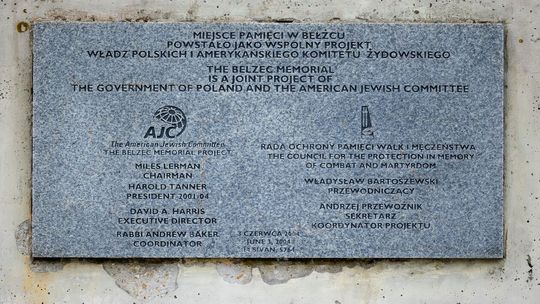 MIEJSCE PAMIĘCI W BEŁŻCU
POWSTAŁO JAKO WSPÓLNY PROJEKT
WŁADZ POLSKICH I AMERYKAŃSKIEGO KOMITETU ŻYDOWSKIEGO
THE BELZEC MEMORIAL
IS A JOINT PROJECT OF
THE GOVERNMENT OF POLAND AND THE AMERICAN JEWISH COMMITTEE
AJC
The American Jewish Committee
THE BELZEC MEMORIAL PROJECT
MILES LERMAN
CHAIRMAN
HAROLD TANNER
PRESIDENT 2001-04
DAVID A. HARRIS
EXECUTIVE DIRECTOR
RABBI ANDREW BAKER
COORDINATOR
RADA OCHRONY PAMIĘCI WALK I MĘCZEŃSTWA
THE COUNCIL FOR THE PROTECTION IN MEMORY
OF COMBAT AND MARTYRDOM
WŁADYSŁAW BARTOSZEWSKI
PRZEWODNICZĄCY
ANDRZEJ PRZEWOŹNIK
SEKRETARZ
KOORDYNATOR PROJEKTU
3 CZERWCA 2004
JUNE 3, 2004
14 SIVAN, 5764